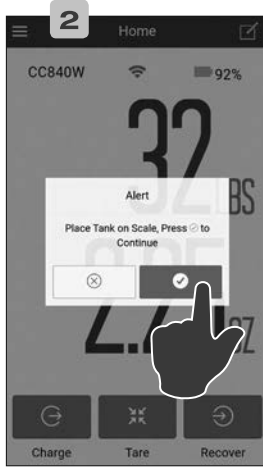 2
Home
CC840W 92%
32 LBS
Alert
Place Tank on Scale, Press to
Continue
OZ
Charge Tare Recover